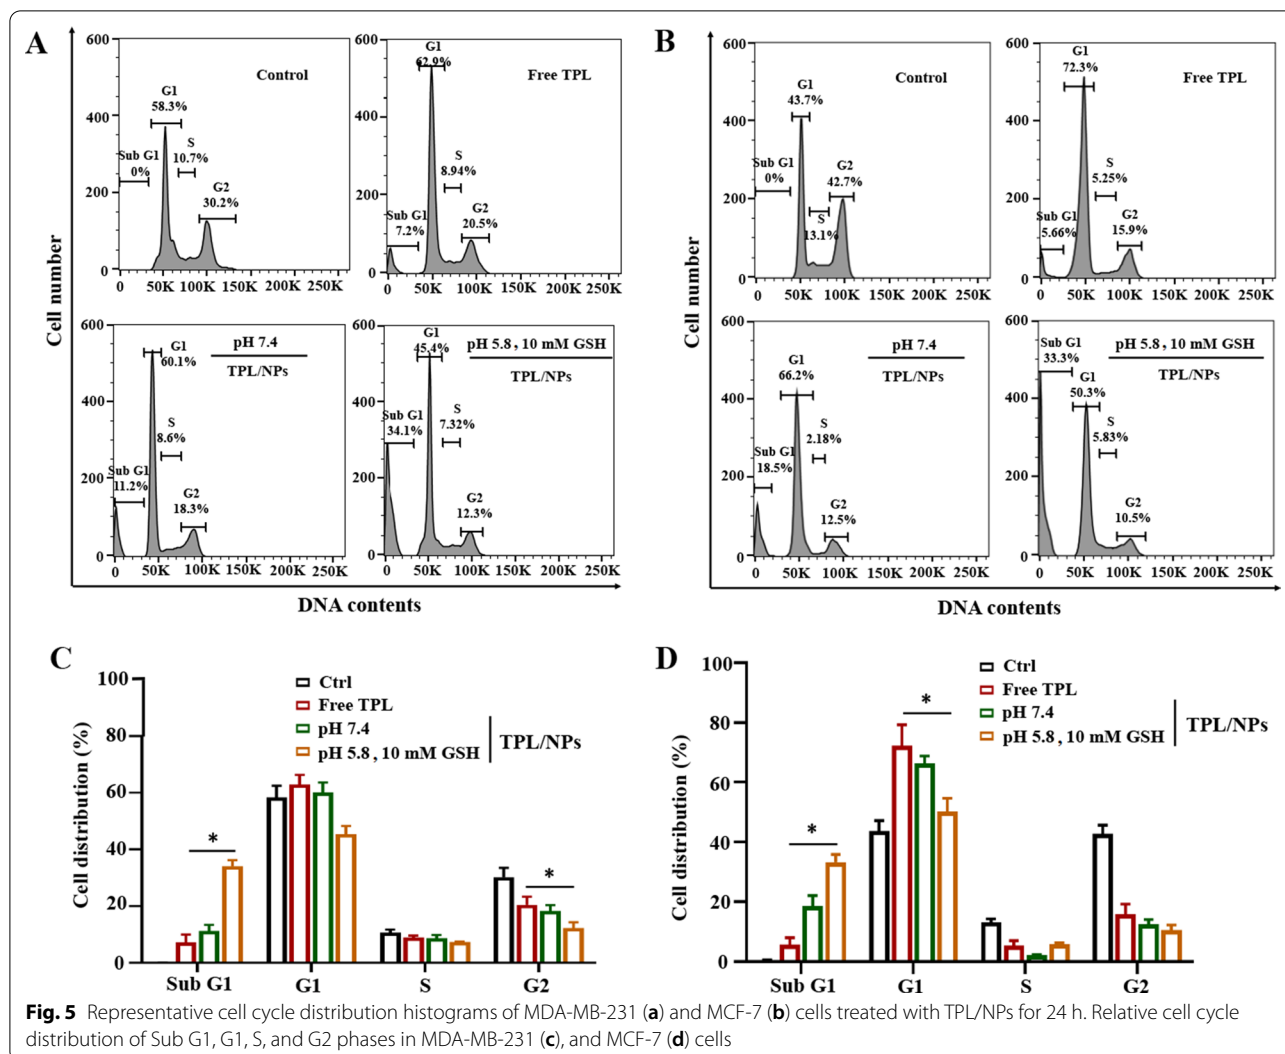 A
Cell number
600
400
200
0
Control
Sub G1
0%
G1
58.3%
S
10.7%
G2
30.2%
0 50K 100K 150K 200K 250K
600
400
200
0
Free TPL
Sub G1
7.2%
G1
62.9%
S
8.94%
G2
20.5%
0 50K 100K 150K 200K 250K
600
400
200
0
pH 7.4
TPL/NPs
Sub G1
11.2%
G1
60.1%
S
8.6%
G2
18.3%
0 50K 100K 150K 200K 250K
600
400
200
0
pH 5.8 , 10 mM GSH
TPL/NPs
Sub G1
34.1%
G1
45.4%
S
7.32%
G2
12.3%
0 50K 100K 150K 200K 250K
DNA contents
B
Cell number
600
400
200
0
Control
Sub G1
0%
G1
43.7%
S
13.1%
G2
42.7%
0 50K 100K 150K 200K 250K
600
400
200
0
Free TPL
Sub G1
5.66%
G1
72.3%
S
5.25%
G2
15.9%
0 50K 100K 150K 200K 250K
600
400
200
0
pH 7.4
TPL/NPs
Sub G1
18.5%
G1
66.2%
S
2.18%
G2
12.5%
0 50K 100K 150K 200K 250K
600
400
200
0
pH 5.8 , 10 mM GSH
TPL/NPs
Sub G1
33.3%
G1
50.3%
S
5.83%
G2
10.5%
0 50K 100K 150K 200K 250K
DNA contents
C
Cell distribution (%)
100
80
60
40
20
0
Ctrl
Free TPL
pH 7.4
pH 5.8 , 10 mM GSH
TPL/NPs
*
*
Sub G1 G1 S G2
D
Cell distribution (%)
100
80
60
40
20
0
Ctrl
Free TPL
pH 7.4
pH 5.8 , 10 mM GSH
TPL/NPs
*
*
Sub G1 G1 S G2
Fig. 5 Representative cell cycle distribution histograms of MDA-MB-231 (a) and MCF-7 (b) cells treated with TPL/NPs for 24 h. Relative cell cycle
distribution of Sub G1, G1, S, and G2 phases in MDA-MB-231 (c), and MCF-7 (d) cells